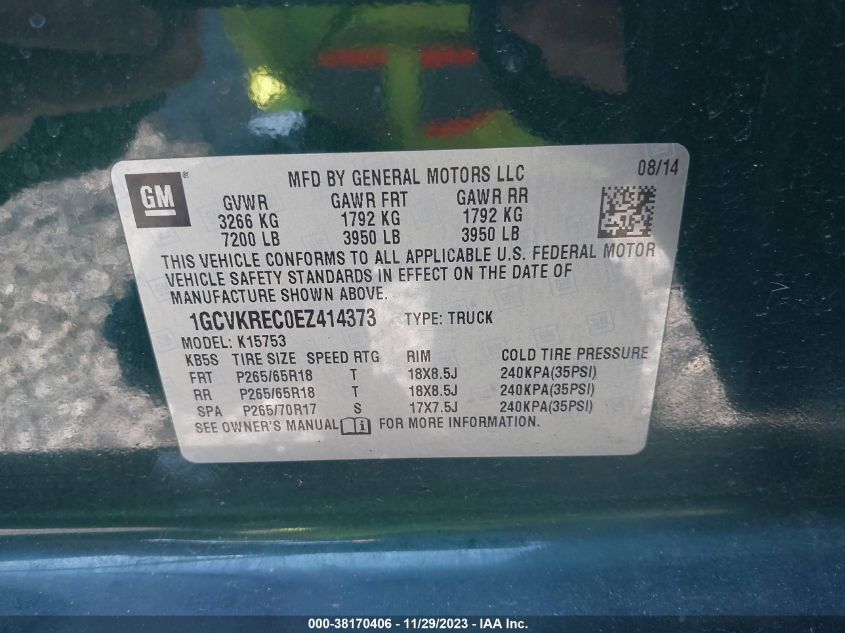 GM
MFD BY GENERAL MOTORS LLC
08/14
GVWR GAWR FRT GAWR RR
3266 KG 1792 KG 1792 KG
7200 LB 3950 LB 3950 LB
THIS VEHICLE CONFORMS TO ALL APPLICABLE U.S. FEDERAL MOTOR
VEHICLE SAFETY STANDARDS IN EFFECT ON THE DATE OF
MANUFACTURE SHOWN ABOVE.
1GCVKREC0EZ414373 TYPE: TRUCK
MODEL: K15753
KB5S TIRE SIZE SPEED RTG RIM COLD TIRE PRESSURE
FRT P265/65R18 T 18X8.5J 240KPA(35PSI)
RR P265/65R18 T 18X8.5J 240KPA(35PSI)
SPA P265/70R17 S 17X7.5J 240KPA(35PSI)
SEE OWNER'S MANUAL FOR MORE INFORMATION.
000-38170406 - 11/29/2023 - IAA Inc.